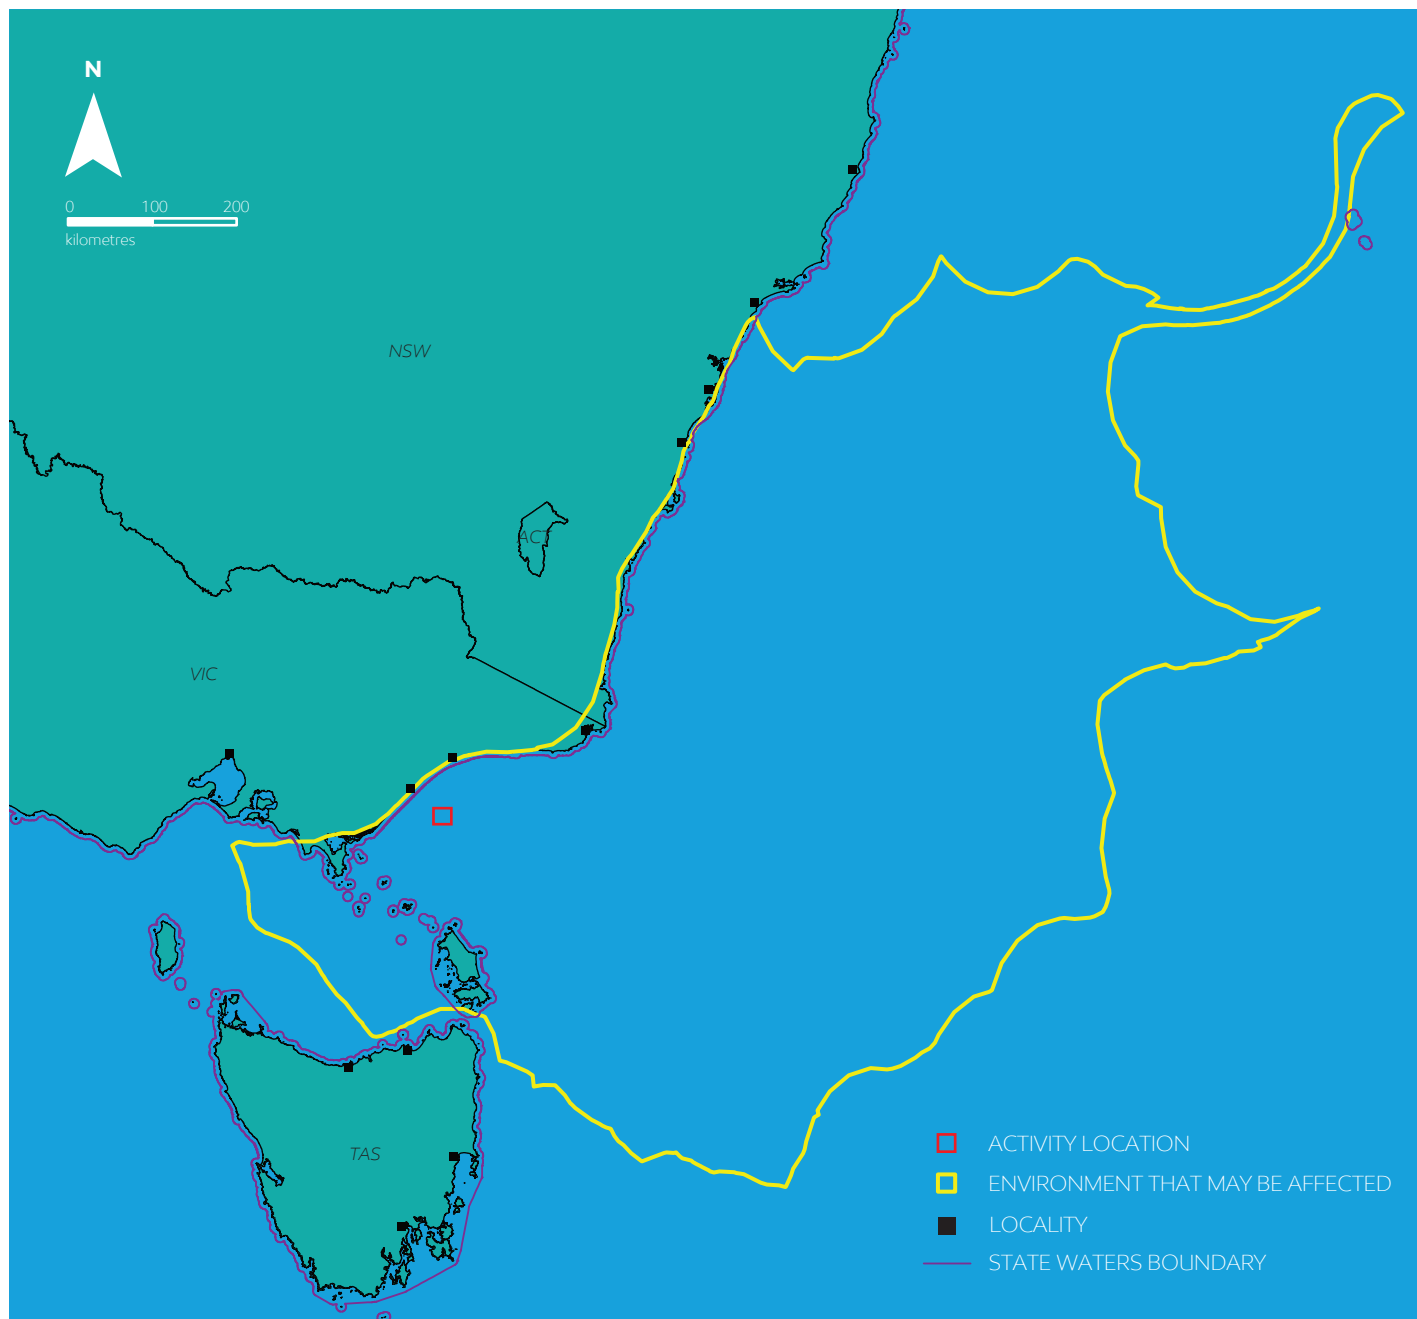 N
0 100 200
kilometres
NSW
ACT
VIC
TAS
ACTIVITY LOCATION
ENVIRONMENT THAT MAY BE AFFECTED
LOCALITY
STATE WATERS BOUNDARY